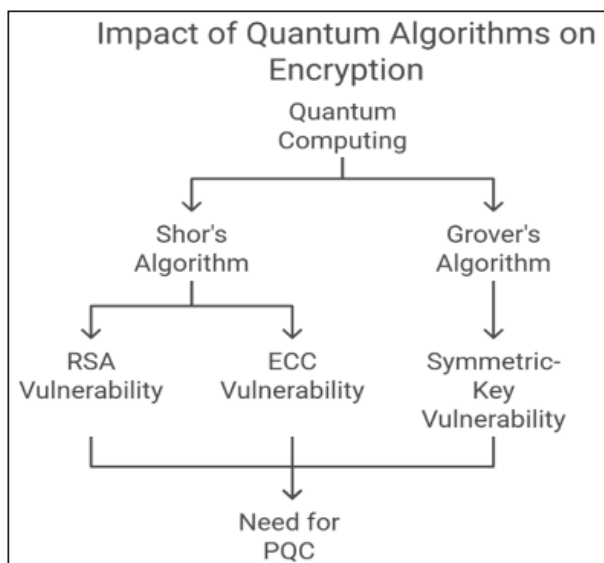 Impact of Quantum Algorithms on
Encryption
Quantum
Computing
Shor's
Algorithm
Grover's
Algorithm
RSA
Vulnerability
ECC
Vulnerability
Symmetric-
Key
Vulnerability
Need for
PQC